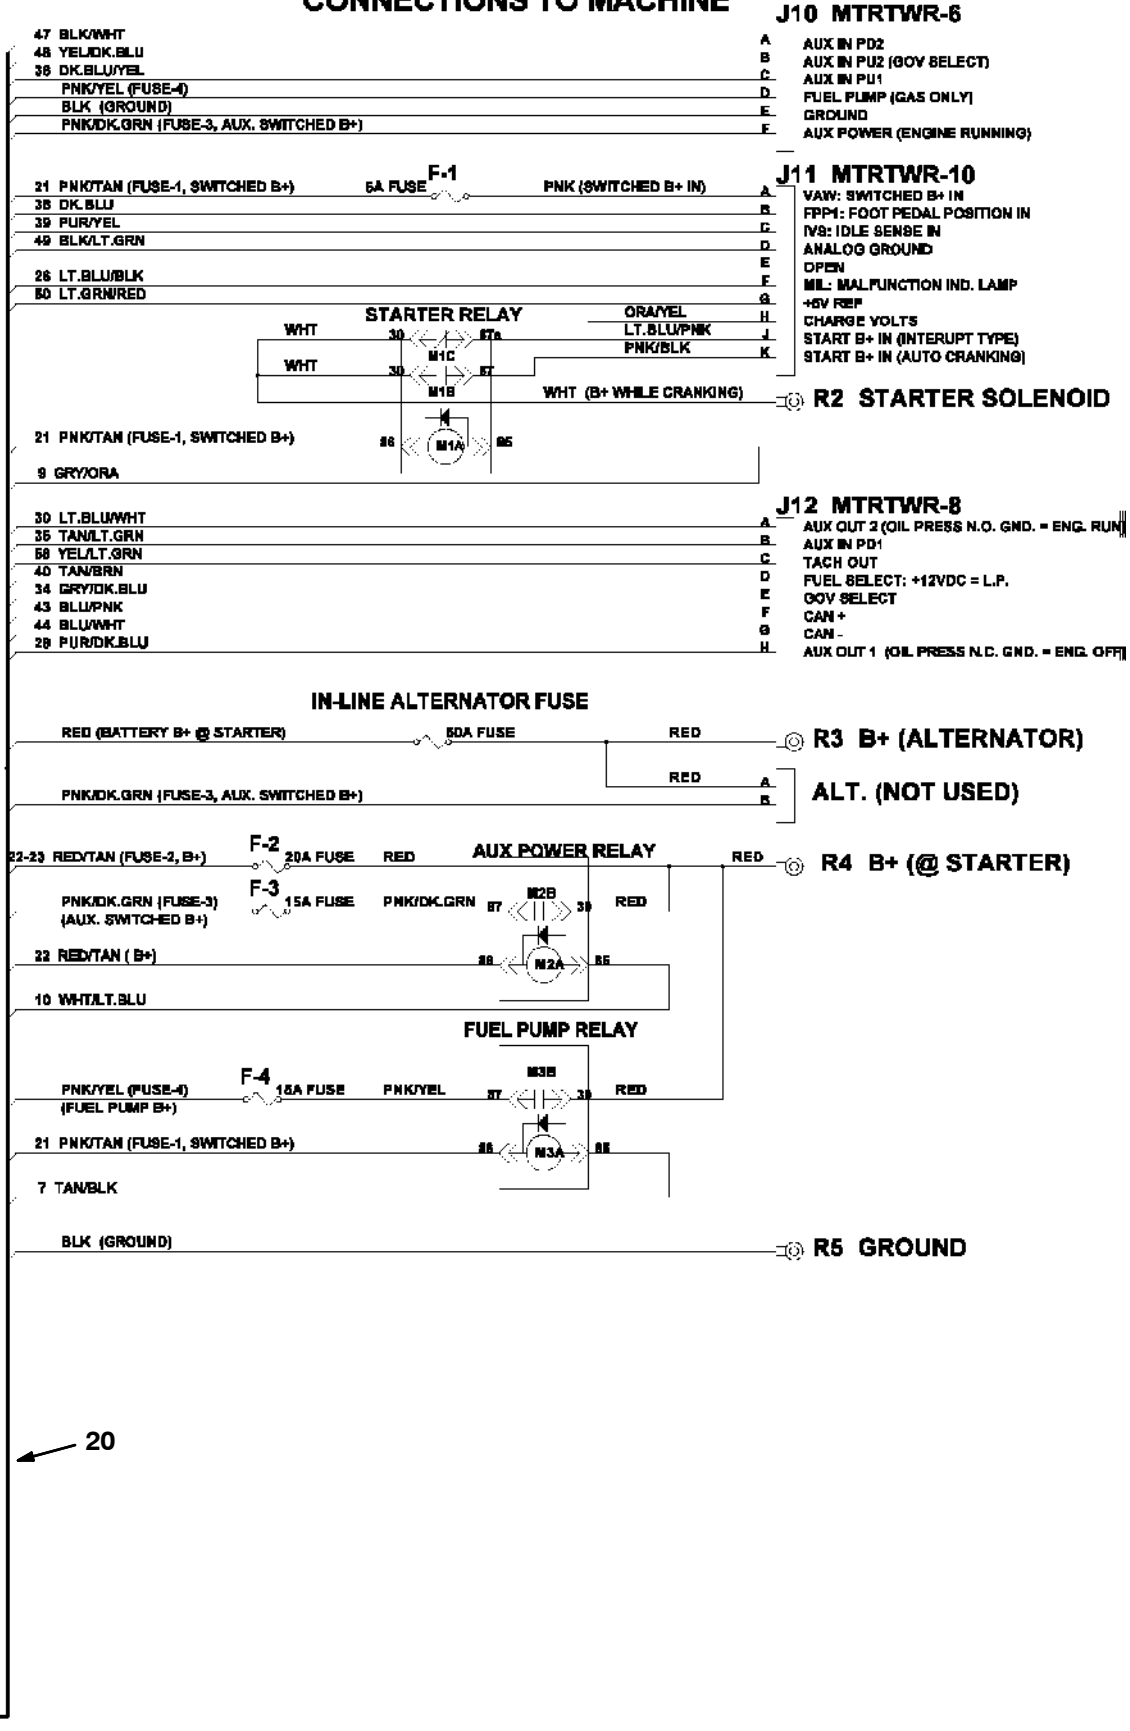 CONNECTIONS TO MACHINE
J10 MTRTWR-6
47 BLK/WHT A AUX IN PD2
48 YEL/DK.BLU B AUX IN PU2 (GOV SELECT)
36 DK.BLU/YEL C AUX IN PU1
PNK/YEL (FUSE-4) D FUEL PUMP (GAS ONLY)
BLK (GROUND) E GROUND
PNK/DK.GRN (FUSE-3, AUX. SWITCHED B+) F AUX POWER (ENGINE RUNNING)
J11 MTRTWR-10
21 PNK/TAN (FUSE-1, SWITCHED B+) 5A FUSE F-1 PNK (SWITCHED B+ IN) A VSW: SWITCHED B+ IN
38 DK.BLU B FPP1: FOOT PEDAL POSITION IN
39 PUR/YEL C IVS: IDLE SENSE IN
49 BLK/LT.GRN D ANALOG GROUND
E OPEN
26 LT.BLU/BLK F MIL: MALFUNCTION IND. LAMP
50 LT.GRN/RED G +5V REF
STARTER RELAY ORA/YEL H CHARGE VOLTS
WHT 30 87a LT.BLU/PNK J START B+ IN (INTERUPT TYPE)
M1C PNK/BLK K START B+ IN (AUTO CRANKING)
WHT 30 87
M1B WHT (B+ WHILE CRANKING) R2 STARTER SOLENOID
21 PNK/TAN (FUSE-1, SWITCHED B+) 86 M1A 85
9 GRY/ORA
J12 MTRTWR-8
30 LT.BLU/WHT A AUX OUT 2 (OIL PRESS N.O. GND. = ENG. RUN
35 TAN/LT.GRN B AUX IN PD1
58 YEL/LT.GRN C TACH OUT
40 TAN/BRN D FUEL SELECT: +12VDC = L.P.
34 GRY/DK.BLU E GOV SELECT
43 BLU/PNK F CAN +
44 BLU/WHT G CAN -
28 PUR/DK.BLU H AUX OUT 1 (OIL PRESS N.C. GND. = ENG. OFF
IN-LINE ALTERNATOR FUSE
RED (BATTERY B+ @ STARTER) 50A FUSE RED R3 B+ (ALTERNATOR)
RED A ALT. (NOT USED)
PNK/DK.GRN (FUSE-3, AUX. SWITCHED B+) B
22-23 RED/TAN (FUSE-2, B+) F-2 20A FUSE RED AUX POWER RELAY RED R4 B+ (@ STARTER)
PNK/DK.GRN (FUSE-3) F-3 15A FUSE PNK/DK.GRN 87 M2B 30 RED
(AUX. SWITCHED B+)
22 RED/TAN ( B+) 86 M2A 85
10 WHT/LT.BLU
FUEL PUMP RELAY
M3B
PNK/YEL (FUSE-4) F-4 15A FUSE PNK/YEL 87 30 RED
(FUEL PUMP B+)
21 PNK/TAN (FUSE-1, SWITCHED B+) 86 M3A 85
7 TAN/BLK
BLK (GROUND) R5 GROUND
20